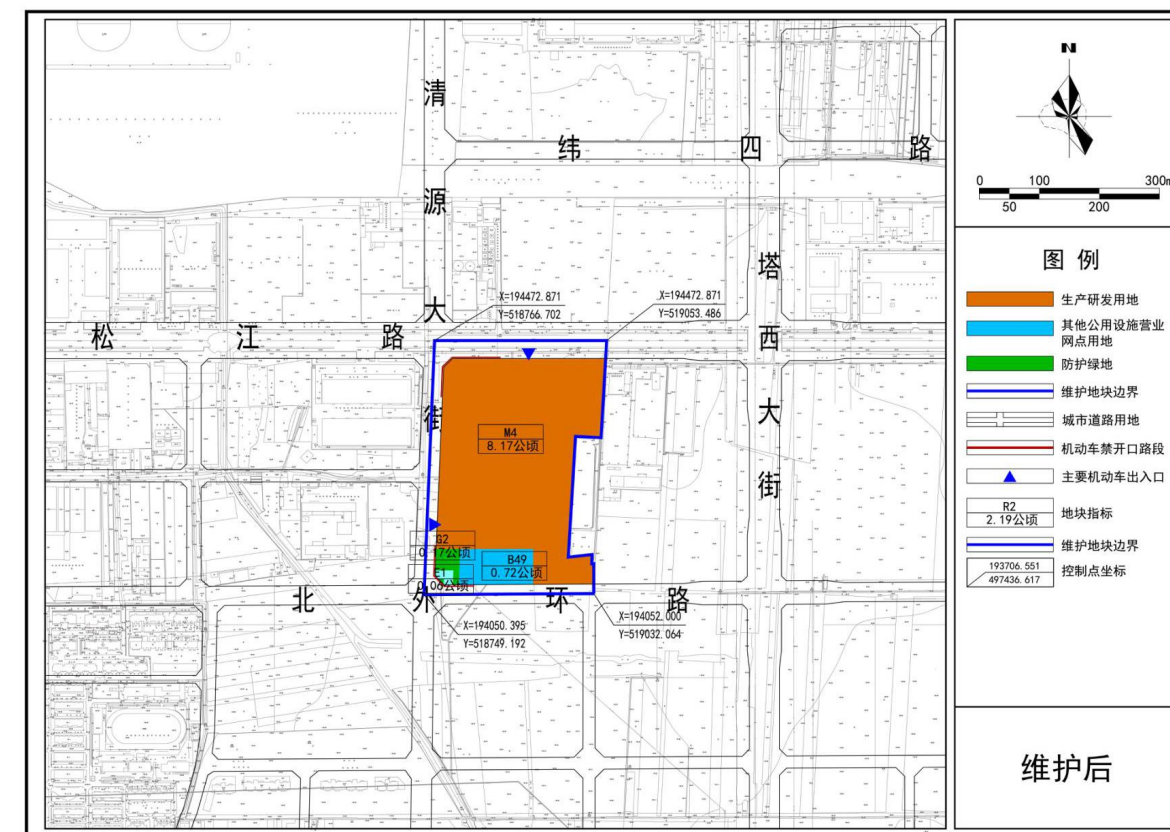 清源大街
纬四路
塔西大街
松江路
北外环路
X=194472.871
Y=518766.702
X=194472.871
Y=519053.486
M4
8.17公顷
G2
0.17公顷
E1
0.06公顷
B49
0.72公顷
X=194050.395
Y=518749.192
X=194052.000
Y=519032.064
N
0 100 300m
50 200
图 例
生产研发用地
其他公用设施营业
网点用地
防护绿地
维护地块边界
城市道路用地
机动车禁开口路段
主要机动车出入口
R2
2.19公顷
地块指标
维护地块边界
193706.551
497436.617
控制点坐标
维护后